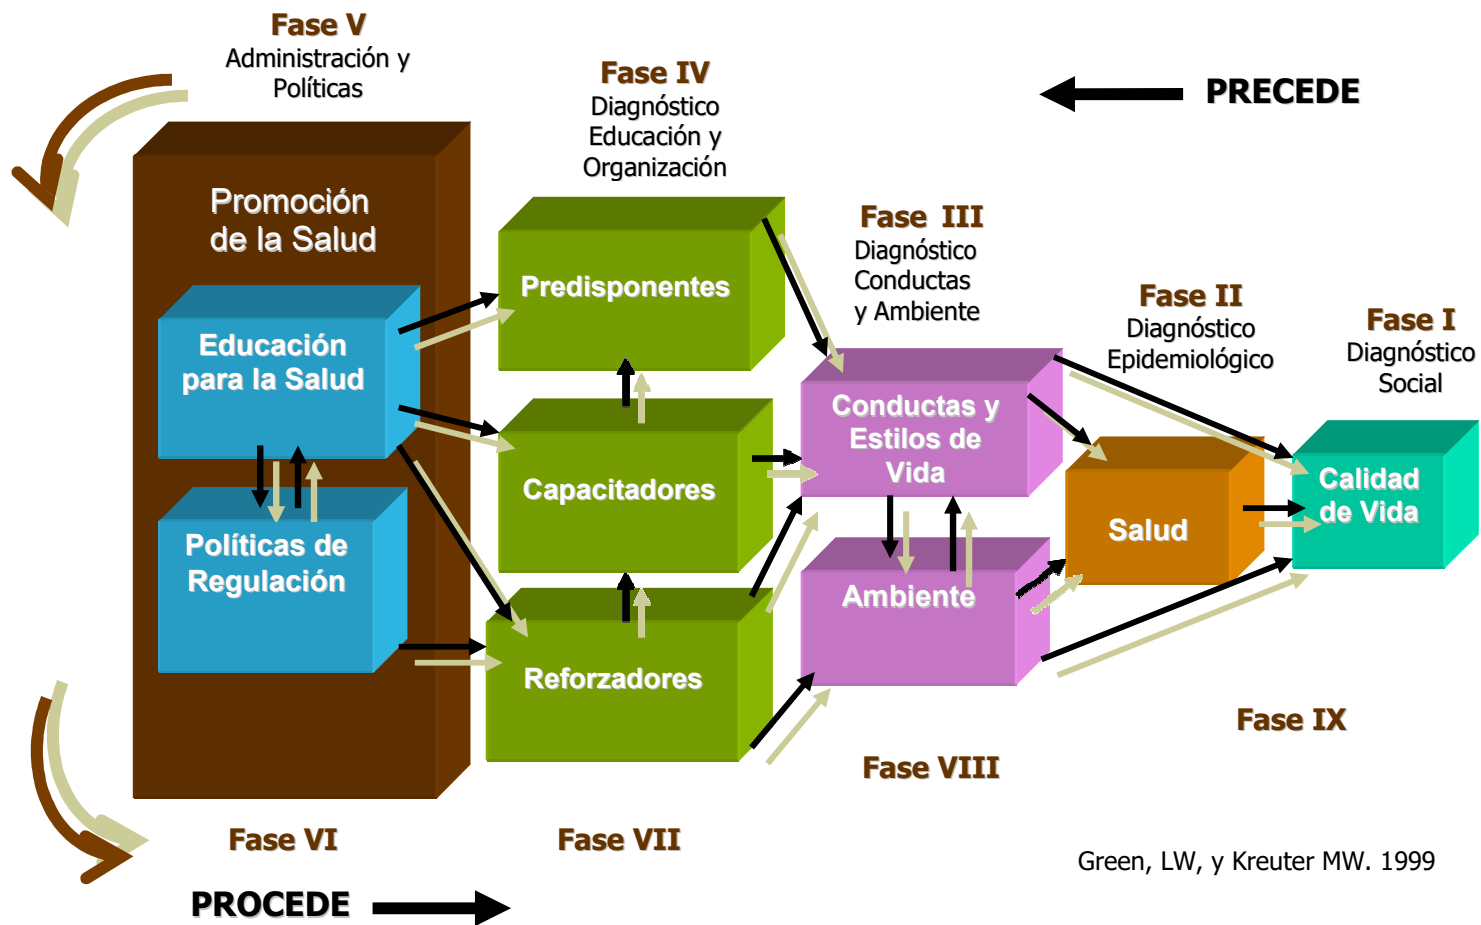 Fase V
Administración y
Políticas
Fase IV
Diagnóstico
Educación y
Organización
PRECEDE
Promoción
de la Salud
Fase III
Diagnóstico
Conductas
y Ambiente
Fase II
Diagnóstico
Epidemiológico
Fase I
Diagnóstico
Social
Predisponentes
Educación
para la Salud
Conductas y
Estilos de
Vida
Capacitadores
Calidad
de Vida
Salud
Políticas de
Regulación
Ambiente
Reforzadores
Fase IX
Fase VIII
Fase VI
Fase VII
Green, LW, y Kreuter MW. 1999
PROCEDE